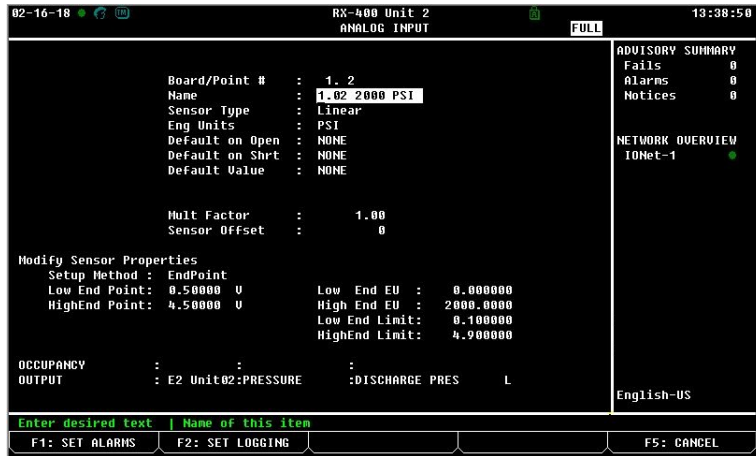 02-16-18 TM RX-400 Unit 2 13:38:50
ANALOG INPUT FULL
ADVISORY SUMMARY
Fails 0
Alarms 0
Notices 0
NETWORK OVERVIEW
IONet-1
Board/Point # : 1. 2
Name : 1.02 2000 PSI
Sensor Type : Linear
Eng Units : PSI
Default on Open : NONE
Default on Shrt : NONE
Default Value : NONE
Mult Factor : 1.00
Sensor Offset : 0
Modify Sensor Properties
Setup Method : EndPoint
Low End Point: 0.50000 V Low End EU : 0.000000
HighEnd Point: 4.50000 V High End EU : 2000.0000
Low End Limit: 0.100000
HighEnd Limit: 4.900000
OCCUPANCY : : :
OUTPUT : E2 Unit02:PRESSURE :DISCHARGE PRES L
English-US
Enter desired text | Name of this item
F1: SET ALARMS F2: SET LOGGING F5: CANCEL